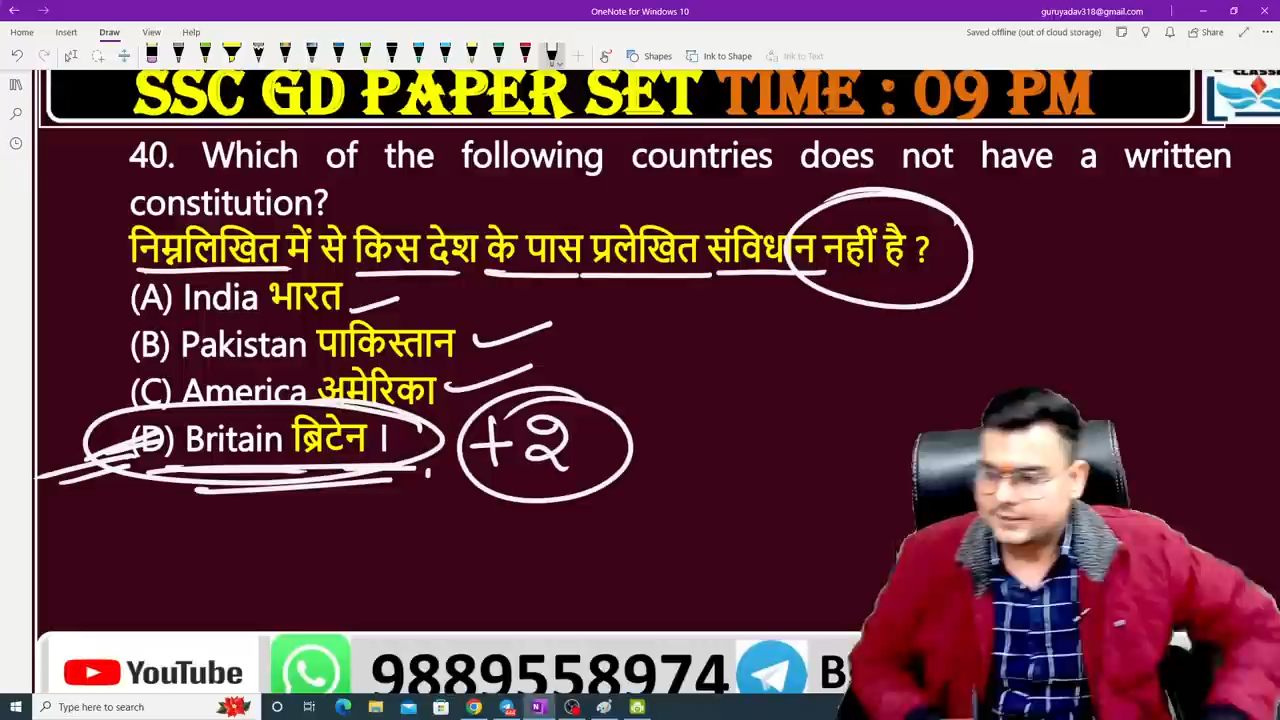 OneNote for Windows 10
guruyadav318@gmail.com
Home Insert Draw View Help
Saved offline (out of cloud storage)
Share
Shapes
Ink to Shape
Ink to Text
SSC GD PAPER SET TIME : 09 PM
40. Which of the following countries does not have a written
constitution?
निम्नलिखित में से किस देश के पास प्रलेखित संविधान नहीं है ?
(A) India भारत
(B) Pakistan पाकिस्तान
(C) America अमेरिका
(D) Britain ब्रिटेन ।
+2
YouTube
9889558974
Type here to search